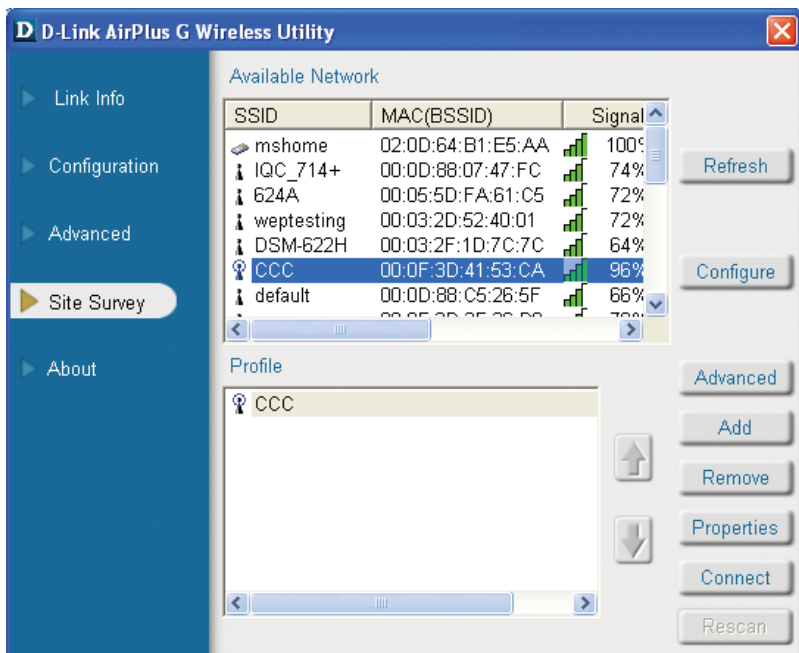 D D-Link AirPlus G Wireless Utility
Link Info
Configuration
Advanced
Site Survey
About
Available Network
SSID MAC(BSSID) Signal
mshome 02:0D:64:B1:E5:AA 100%
IQC_714+ 00:0D:88:07:47:FC 74%
624A 00:05:5D:FA:61:C5 72%
weptesting 00:03:2D:52:40:01 72%
DSM-622H 00:03:2F:1D:7C:7C 64%
CCC 00:0F:3D:41:53:CA 96%
default 00:0D:88:C5:26:5F 66%
Refresh
Configure
Profile
CCC
Advanced
Add
Remove
Properties
Connect
Rescan